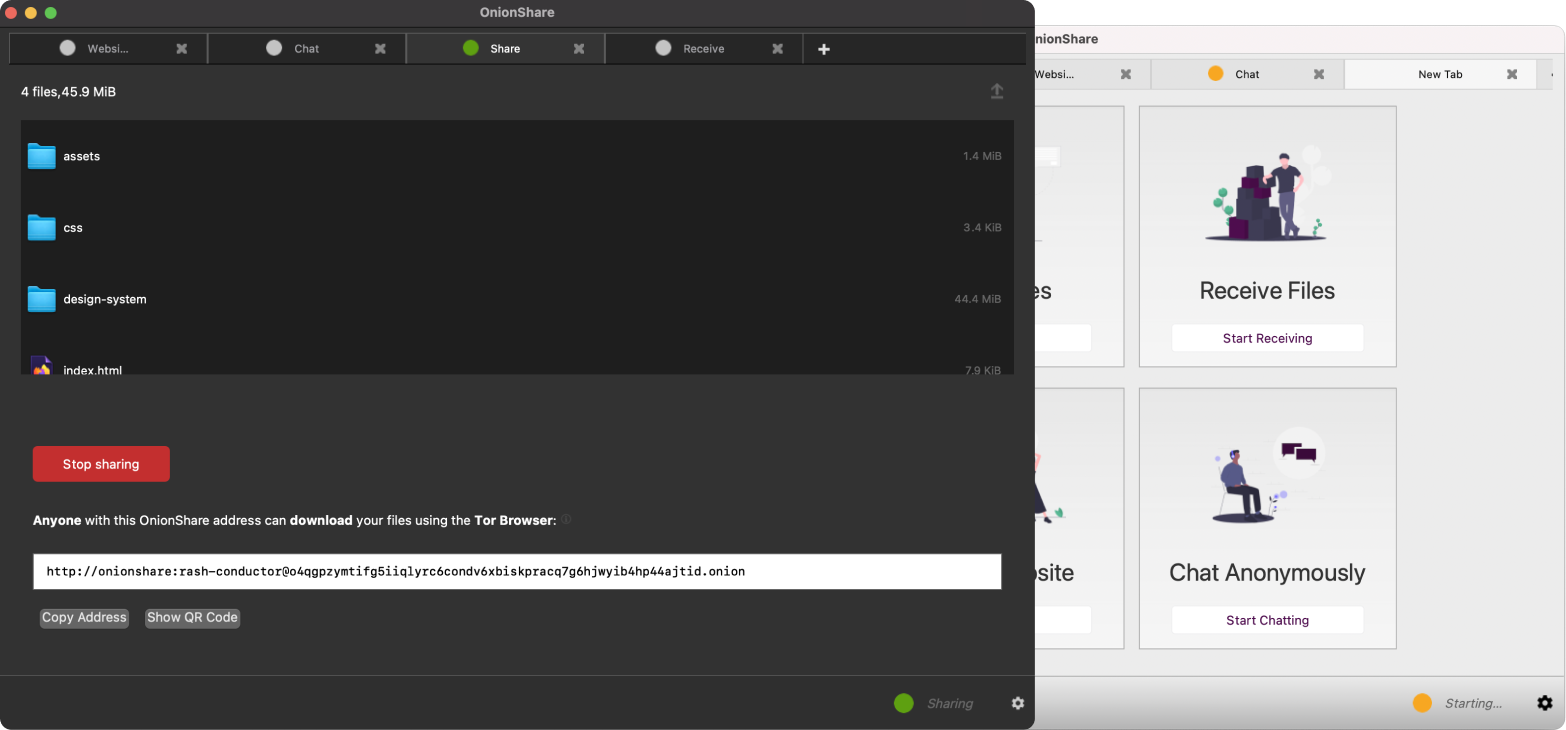 OnionShare
Websi...
Chat
Share
Receive
4 files,45.9 MiB
assets
1.4 MiB
css
3.4 KiB
design-system
44.4 MiB
index.html
7.9 KiB
Stop sharing
Anyone with this OnionShare address can download your files using the Tor Browser:
http://onionshare:rash-conductor@o4qgpzymtifg5iiqlyrc6condv6xbiskpracq7g6hjwyib4hp44ajtid.onion
Copy Address
Show QR Code
Sharing
nionShare
Websi...
Chat
New Tab
es
Receive Files
Start Receiving
site
Chat Anonymously
Start Chatting
Starting...